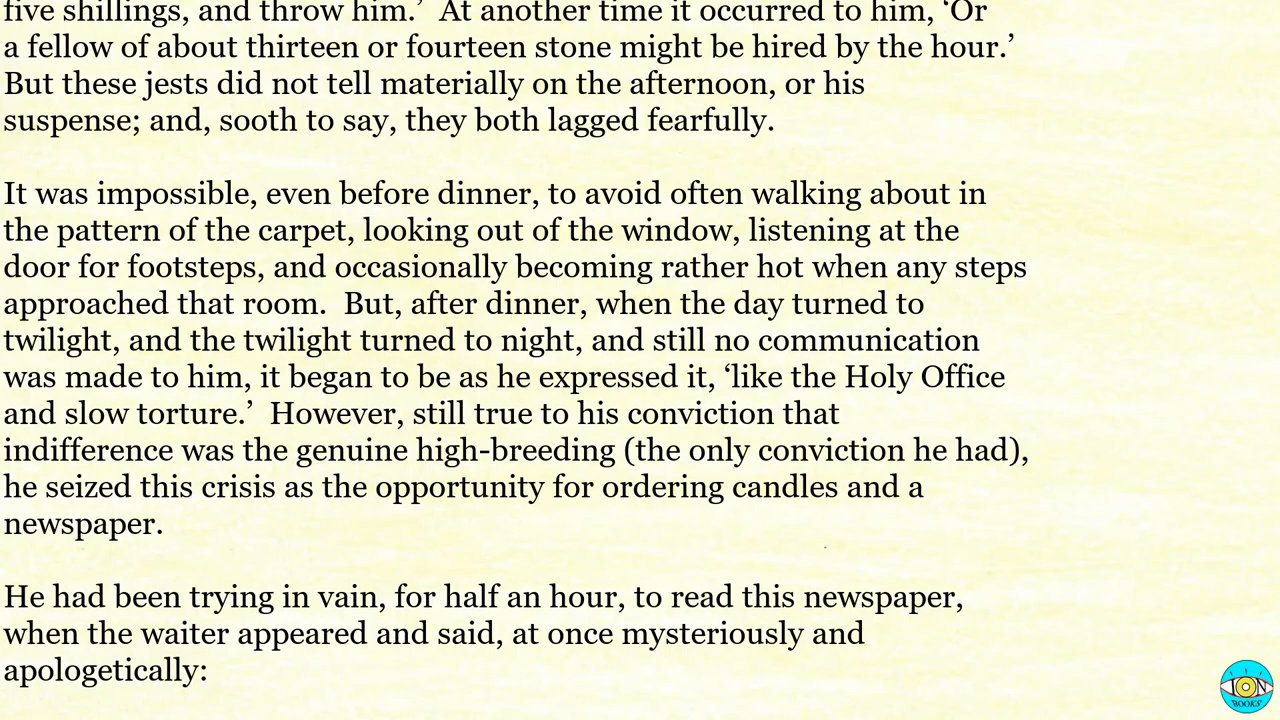 five shillings, and throw him.’  At another time it occurred to him, ‘Or
a fellow of about thirteen or fourteen stone might be hired by the hour.’
But these jests did not tell materially on the afternoon, or his
suspense; and, sooth to say, they both lagged fearfully.

It was impossible, even before dinner, to avoid often walking about in
the pattern of the carpet, looking out of the window, listening at the
door for footsteps, and occasionally becoming rather hot when any steps
approached that room.  But, after dinner, when the day turned to
twilight, and the twilight turned to night, and still no communication
was made to him, it began to be as he expressed it, ‘like the Holy Office
and slow torture.’  However, still true to his conviction that
indifference was the genuine high-breeding (the only conviction he had),
he seized this crisis as the opportunity for ordering candles and a
newspaper.

He had been trying in vain, for half an hour, to read this newspaper,
when the waiter appeared and said, at once mysteriously and
apologetically:
ION
BOOKS